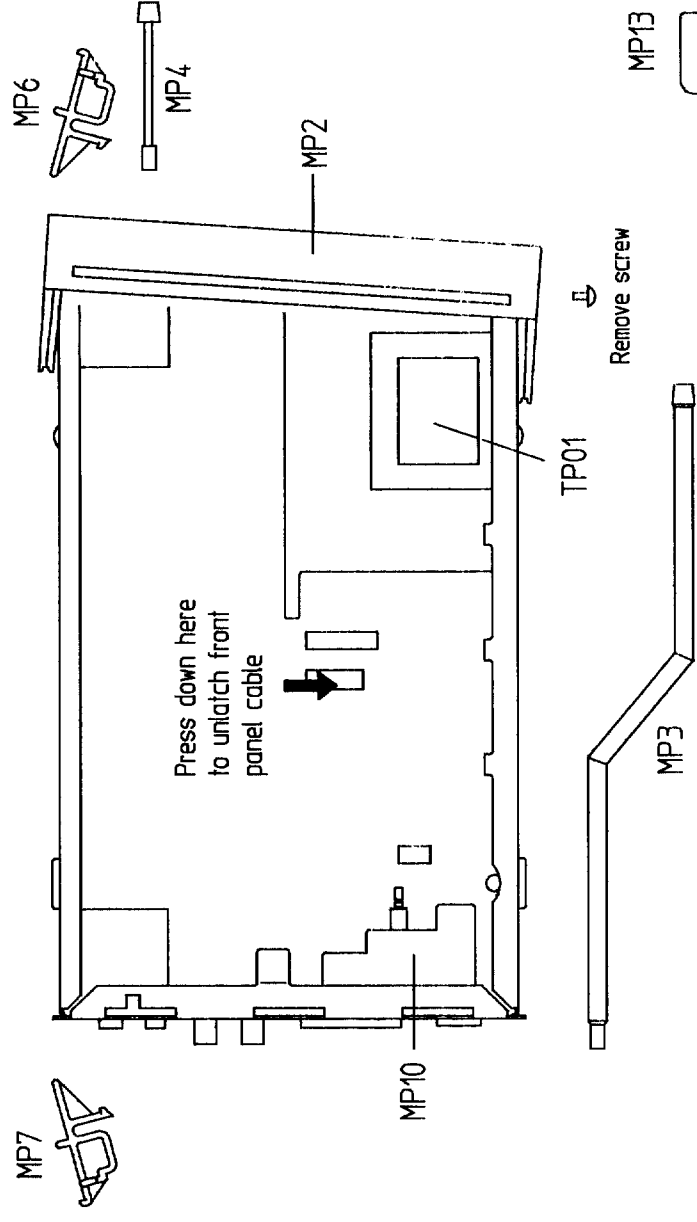 MP7
MP6
MP4
MP10
Press down here
to unlatch front
panel cable
MP2
MP3
TP01
Remove screw
MP13